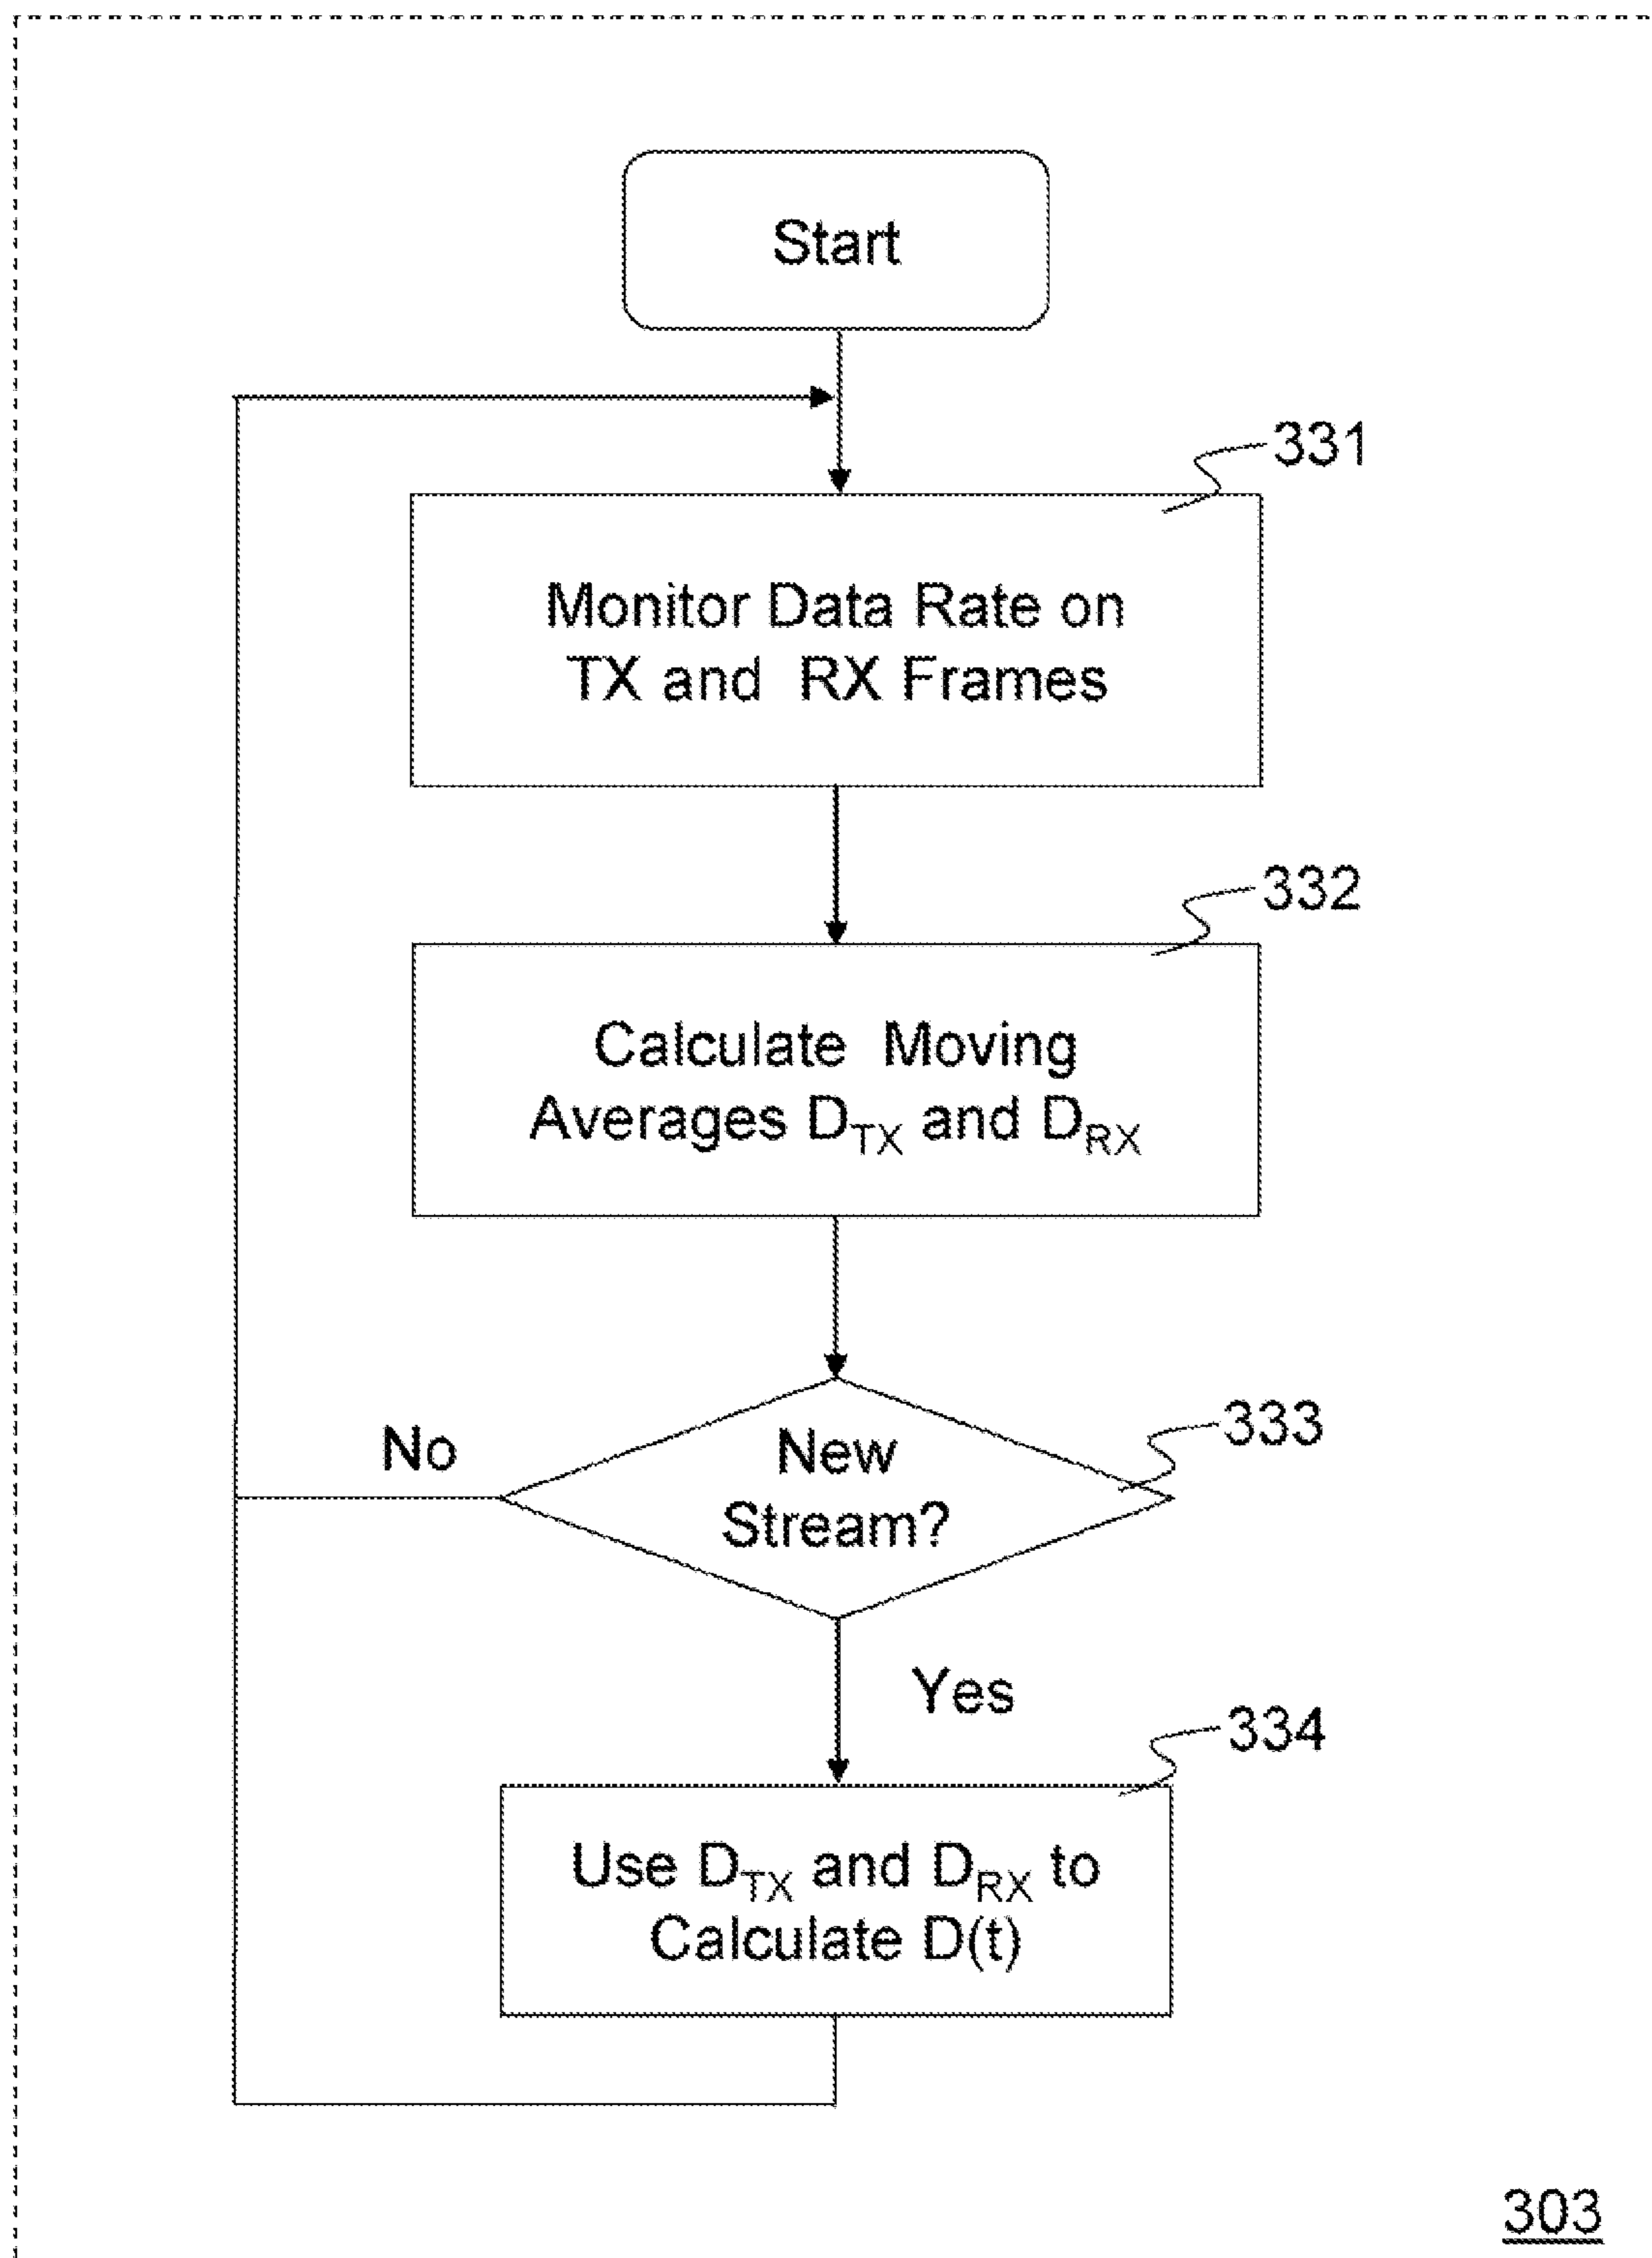 Start
331
Monitor Data Rate on
TX and RX Frames
332
Calculate Moving
Averages D_TX and D_RX
333
No
New
Stream?
Yes
334
Use D_TX and D_RX to
Calculate D(t)
303